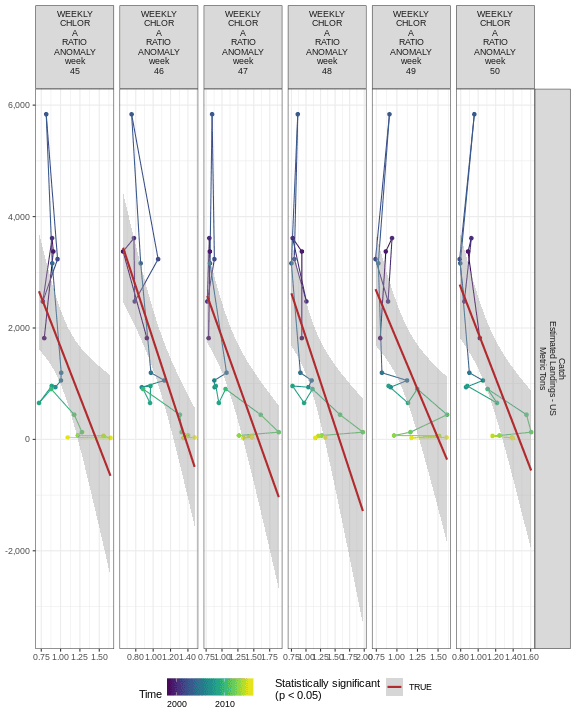 WEEKLY
CHLOR
A
RATIO
ANOMALY
week
45
WEEKLY
CHLOR
A
RATIO
ANOMALY
week
46
WEEKLY
CHLOR
A
RATIO
ANOMALY
week
47
WEEKLY
CHLOR
A
RATIO
ANOMALY
week
48
WEEKLY
CHLOR
A
RATIO
ANOMALY
week
49
WEEKLY
CHLOR
A
RATIO
ANOMALY
week
50
6,000
4,000
2,000
0
-2,000
Catch
Estimated Landings - US
Metric Tons
0.75 1.00 1.25 1.50
0.80 1.00 1.20 1.40
0.75 1.00 1.25 1.50 1.75
0.75 1.00 1.25 1.50 1.75 2.00
0.75 1.00 1.25 1.50
0.80 1.00 1.20 1.40 1.60
Time
2000 2010
Statistically significant
(p < 0.05)
TRUE